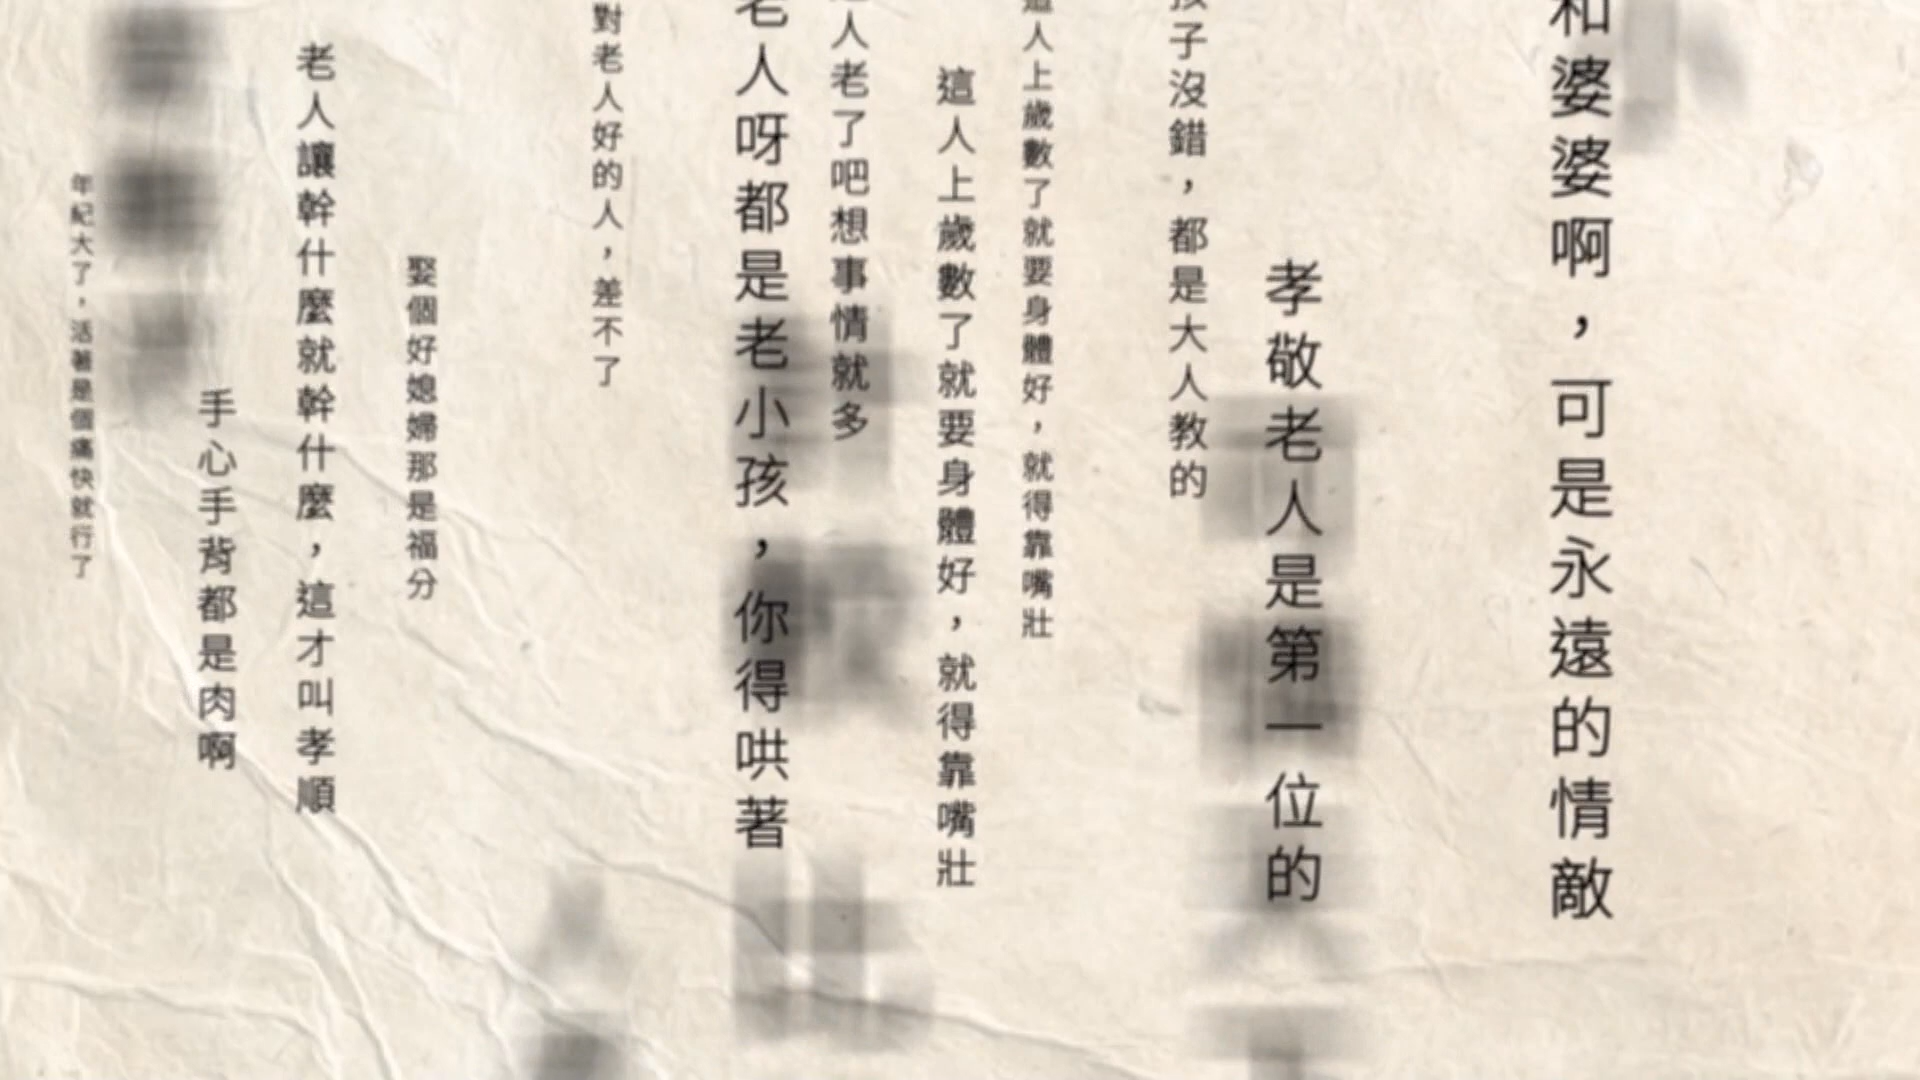 和婆婆啊，可是永遠的情敵
孝敬老人是第一位的
孩子沒錯，都是大人教的
這人上歲數了就要身體好，就得靠嘴壯
這人上歲數了就要身體好，就得靠嘴壯
人老了吧想事情就多
老人呀都是老小孩，你得哄著
對老人好的人，差不了
娶個好媳婦那是福分
老人讓幹什麼就幹什麼，這才叫孝順
手心手背都是肉啊
年紀大了，活著是個痛快就行了